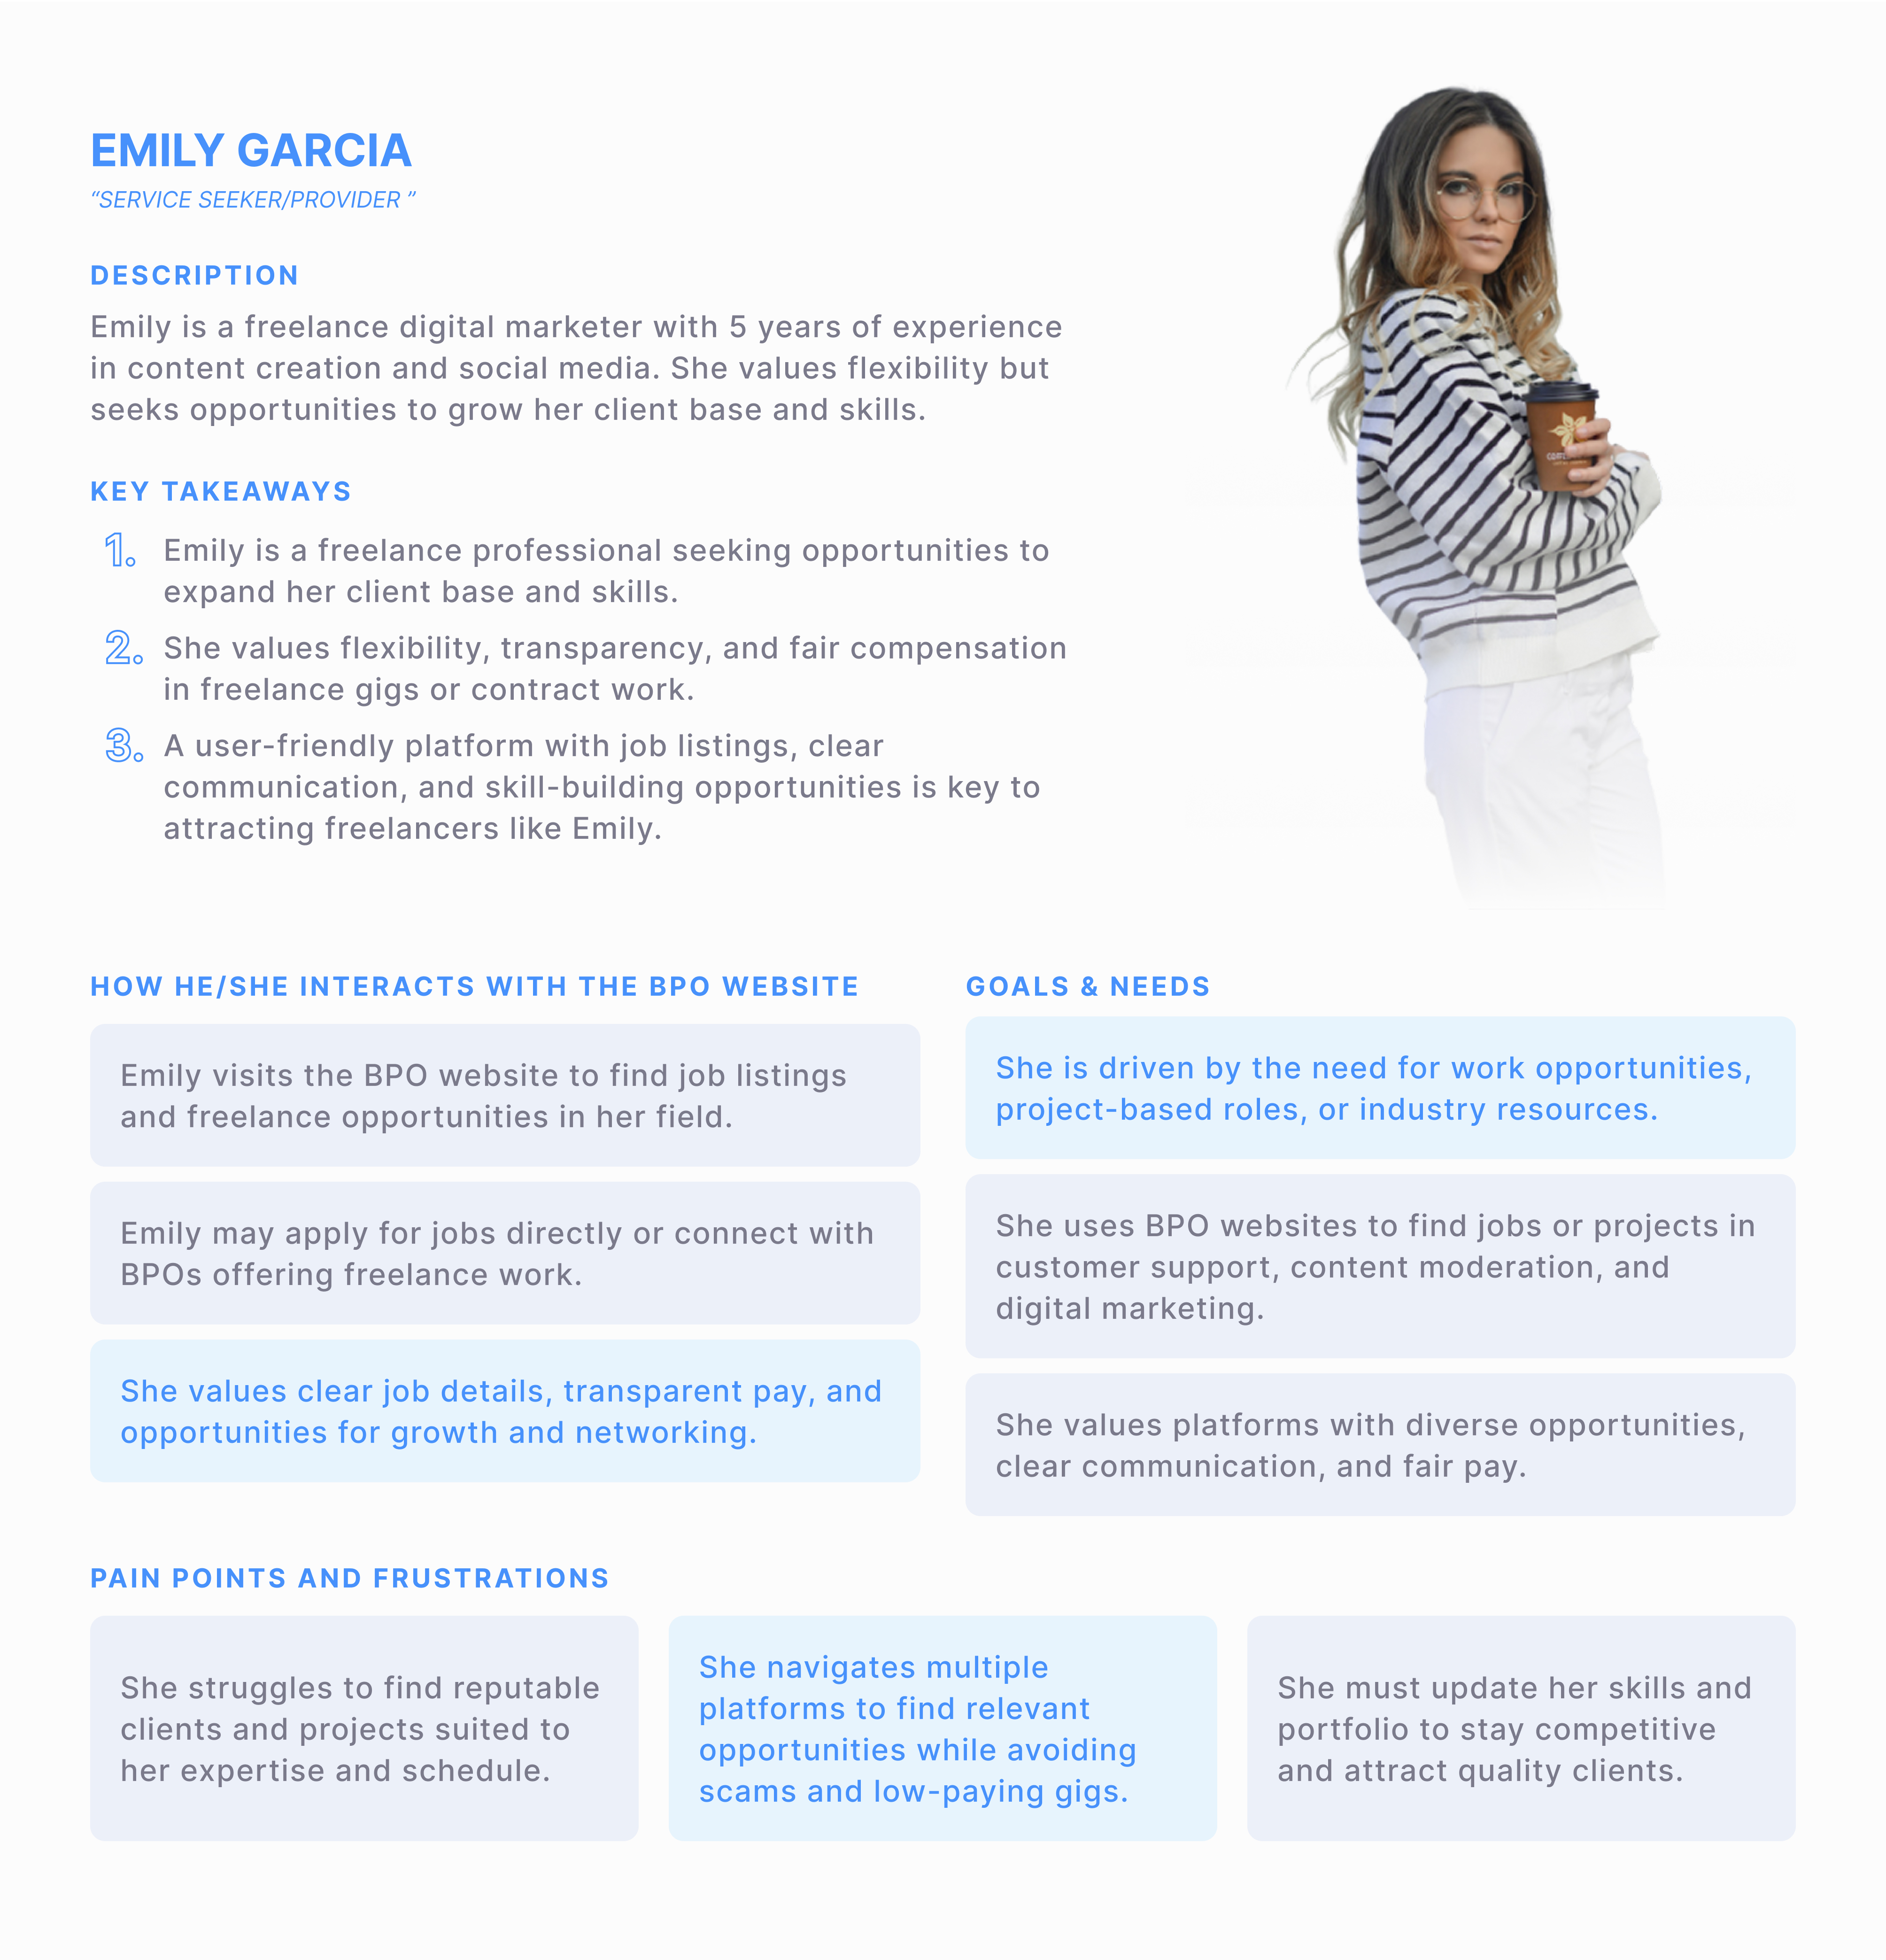 EMILY GARCIA
“SERVICE SEEKER/PROVIDER ”
DESCRIPTION
Emily is a freelance digital marketer with 5 years of experience
in content creation and social media. She values flexibility but
seeks opportunities to grow her client base and skills.
KEY TAKEAWAYS
1. Emily is a freelance professional seeking opportunities to
expand her client base and skills.
2. She values flexibility, transparency, and fair compensation
in freelance gigs or contract work.
3. A user-friendly platform with job listings, clear
communication, and skill-building opportunities is key to
attracting freelancers like Emily.
HOW HE/SHE INTERACTS WITH THE BPO WEBSITE
Emily visits the BPO website to find job listings
and freelance opportunities in her field.
Emily may apply for jobs directly or connect with
BPOs offering freelance work.
She values clear job details, transparent pay, and
opportunities for growth and networking.
GOALS & NEEDS
She is driven by the need for work opportunities,
project-based roles, or industry resources.
She uses BPO websites to find jobs or projects in
customer support, content moderation, and
digital marketing.
She values platforms with diverse opportunities,
clear communication, and fair pay.
PAIN POINTS AND FRUSTRATIONS
She struggles to find reputable
clients and projects suited to
her expertise and schedule.
She navigates multiple
platforms to find relevant
opportunities while avoiding
scams and low-paying gigs.
She must update her skills and
portfolio to stay competitive
and attract quality clients.